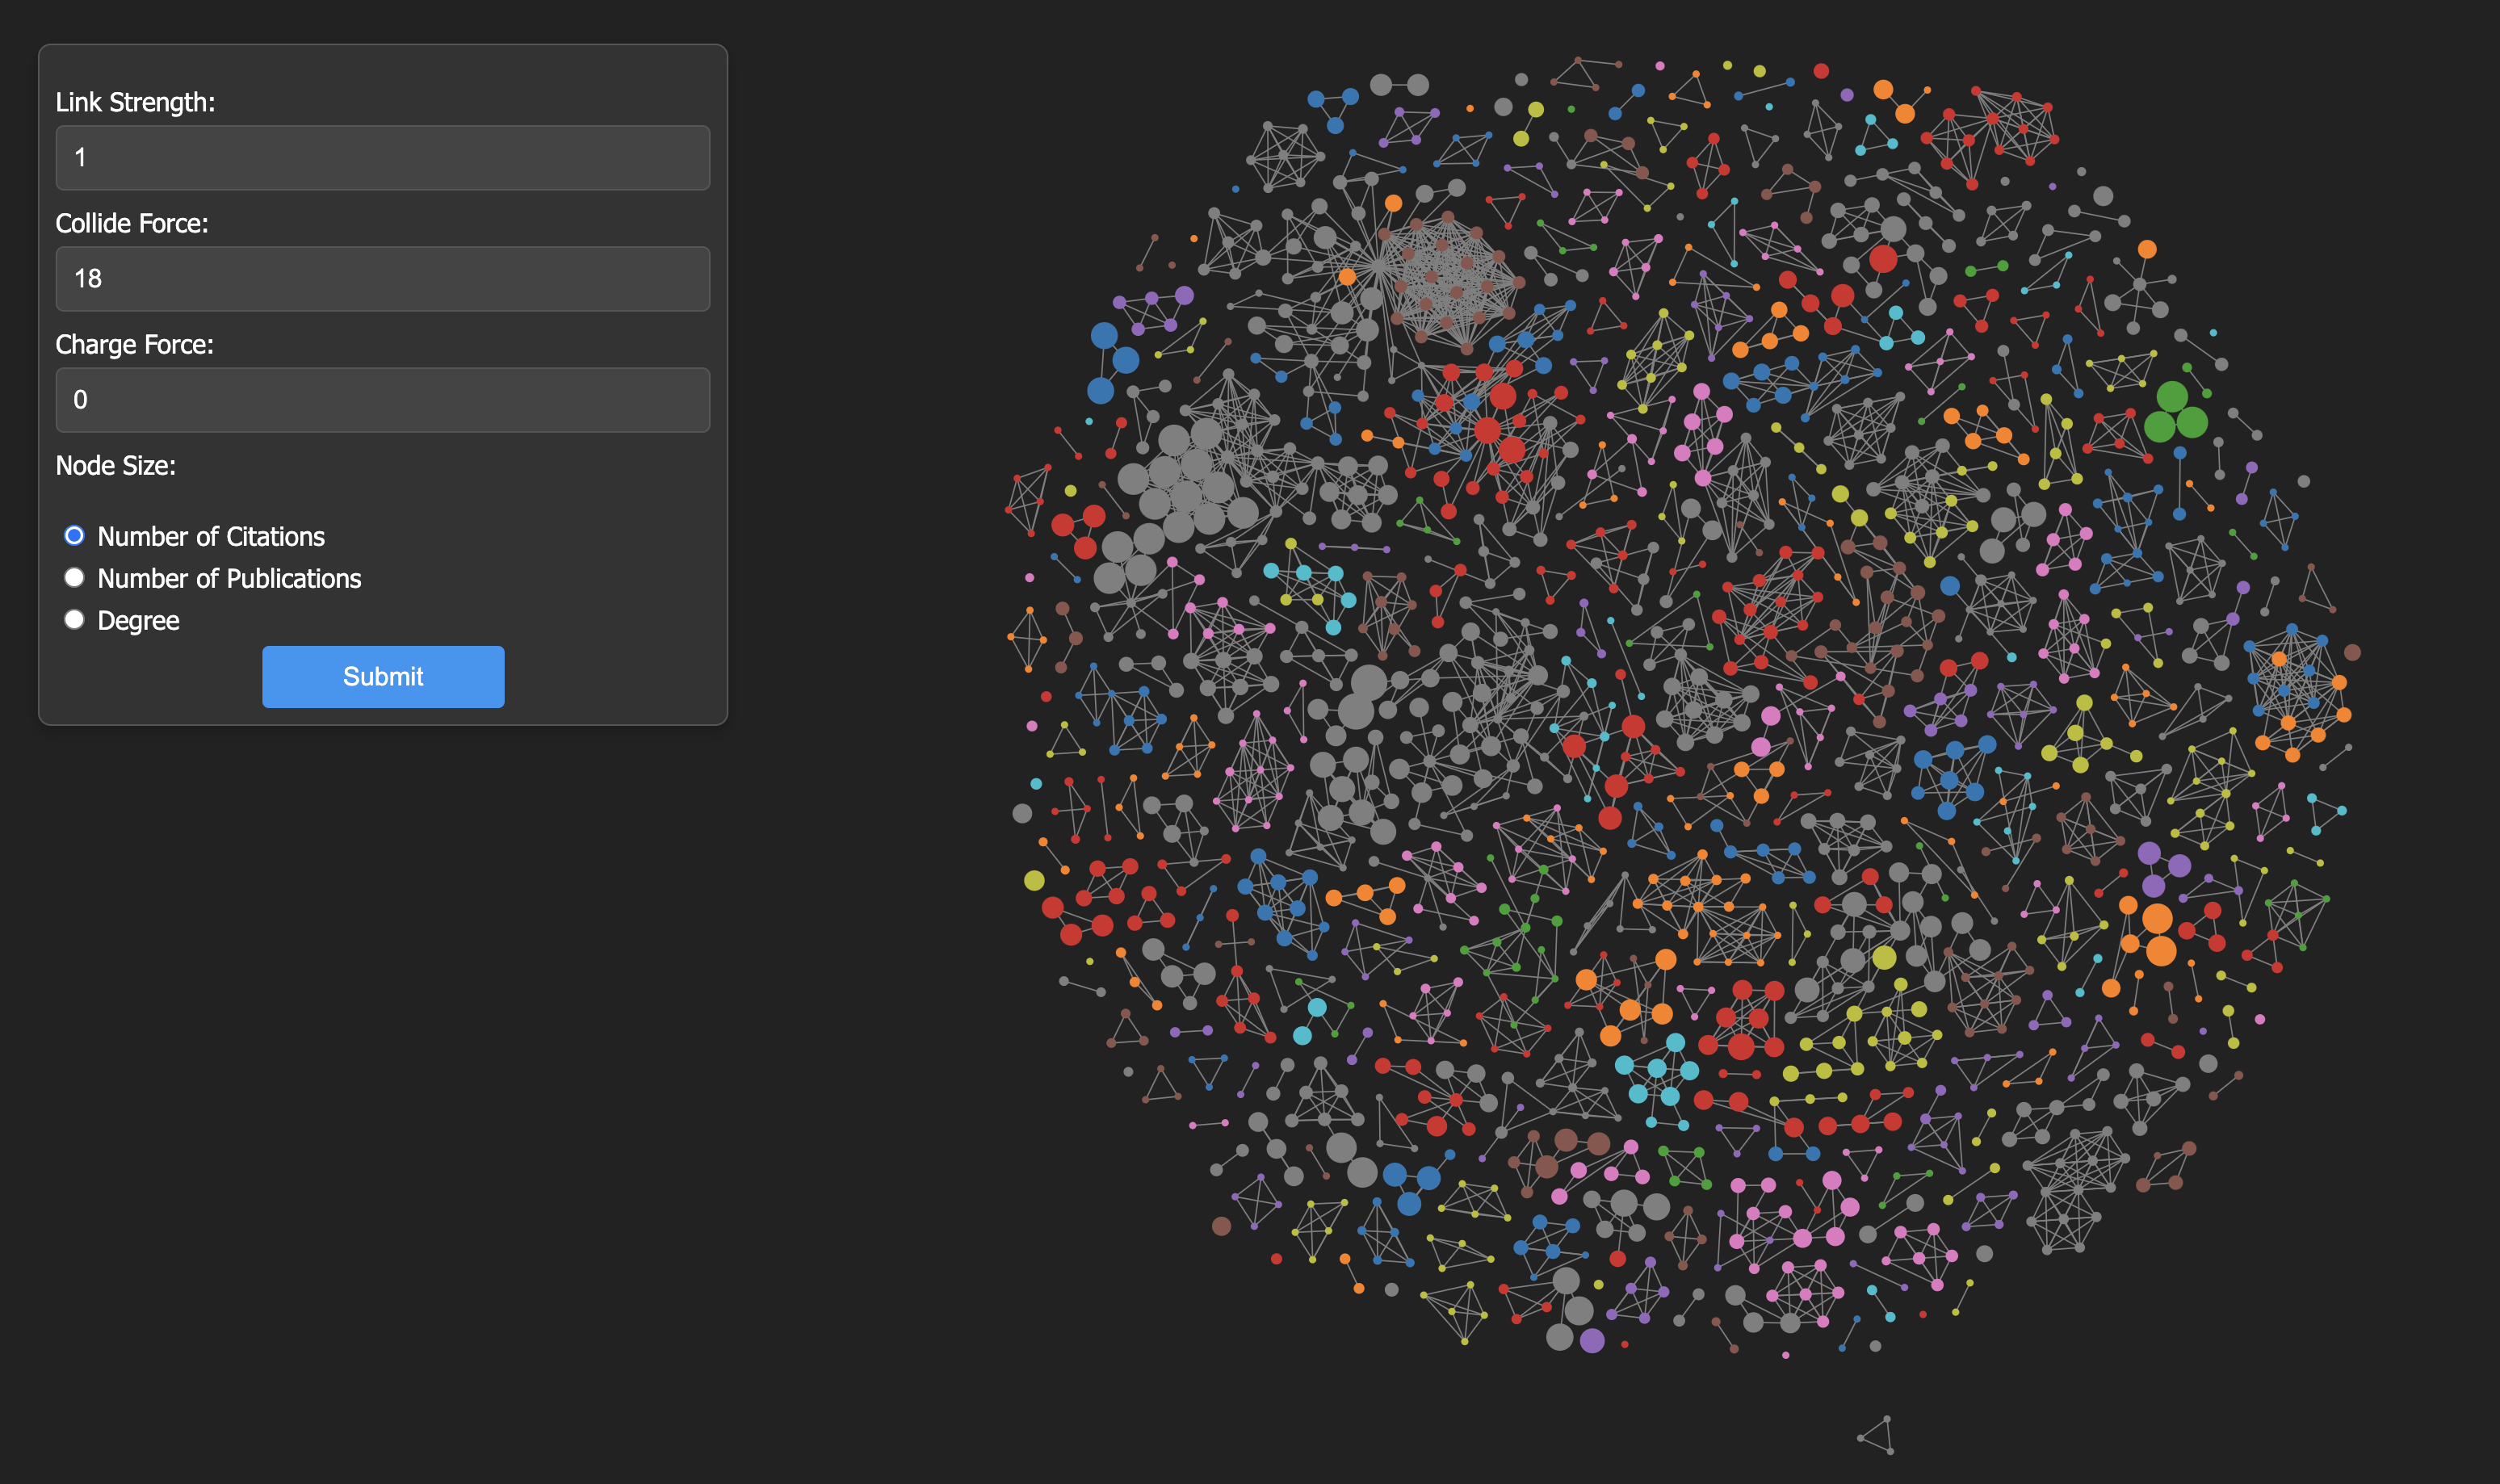 Link Strength:
1
Collide Force:
18
Charge Force:
0
Node Size:
Number of Citations
Number of Publications
Degree
Submit